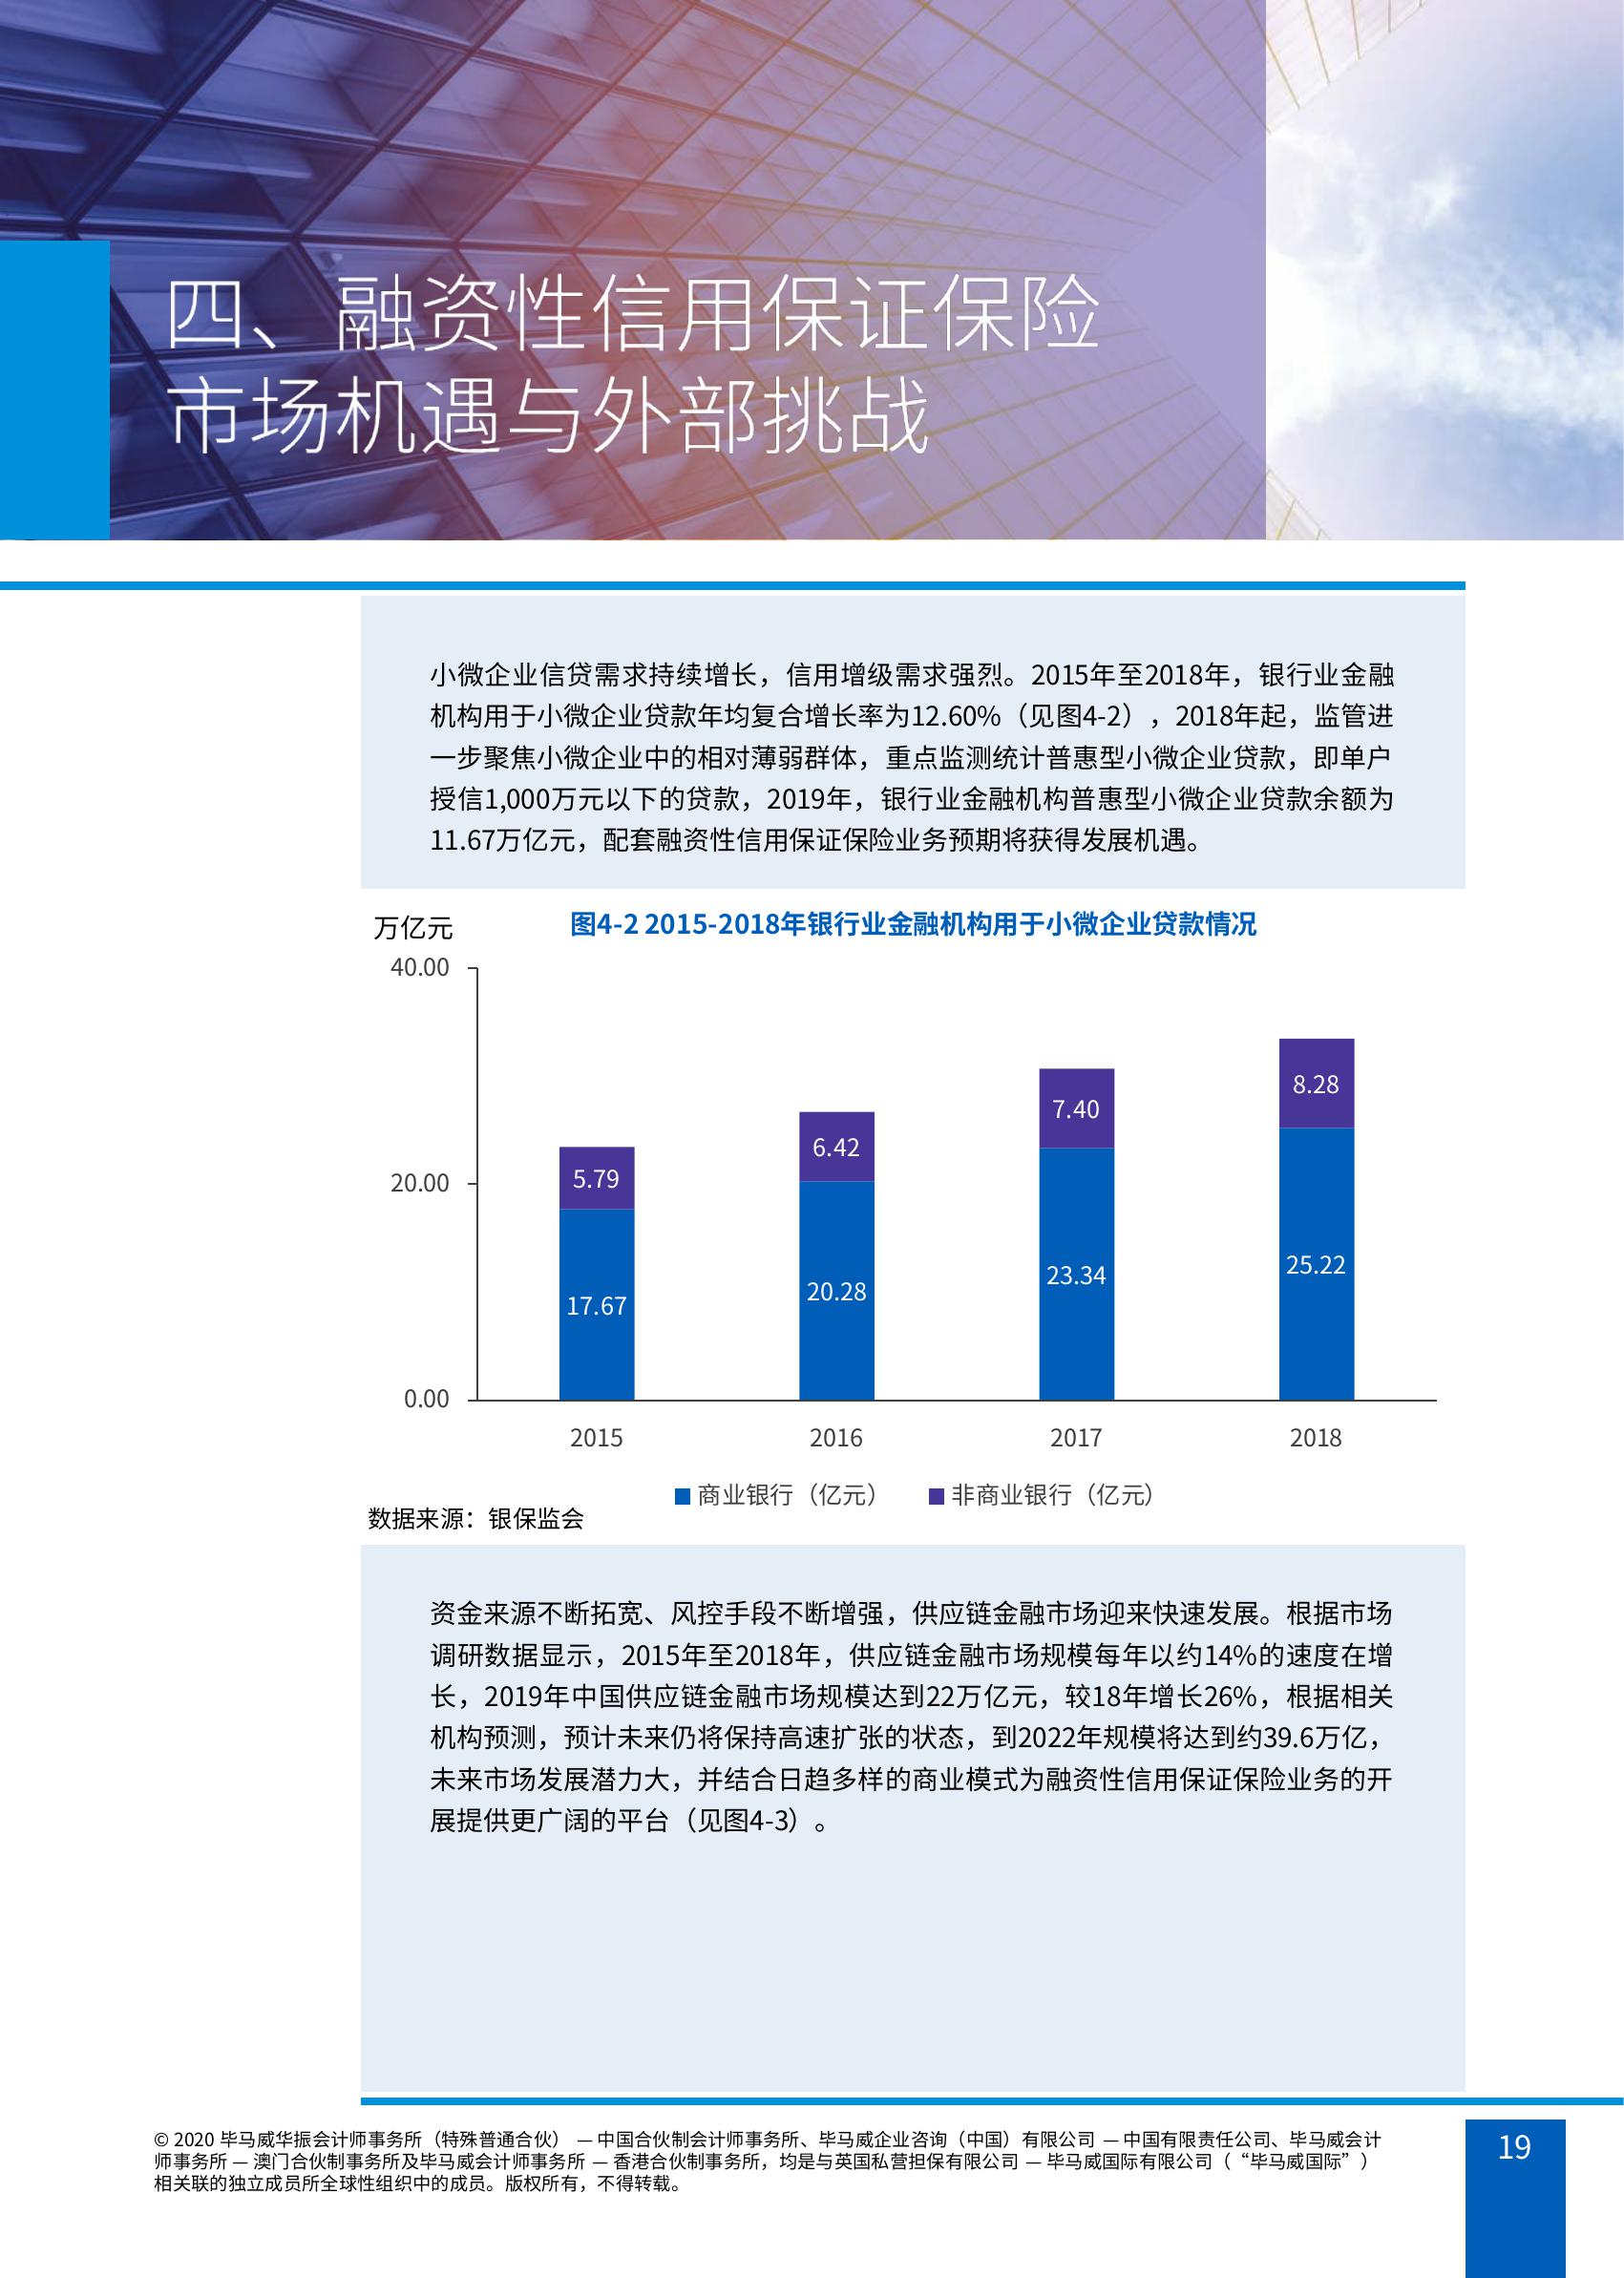 四、融资性信用保证保险
市场机遇与外部挑战
小微企业信贷需求持续增长，信用增级需求强烈。2015年至2018年，银行业金融
机构用于小微企业贷款年均复合增长率为12.60%（见图4-2），2018年起，监管进
一步聚焦小微企业中的相对薄弱群体，重点监测统计普惠型小微企业贷款，即单户
授信1,000万元以下的贷款，2019年，银行业金融机构普惠型小微企业贷款余额为
11.67万亿元，配套融资性信用保证保险业务预期将获得发展机遇。
万亿元
图4-2 2015-2018年银行业金融机构用于小微企业贷款情况
40.00
20.00
0.00
5.79
17.67
6.42
20.28
7.40
23.34
8.28
25.22
2015
2016
2017
2018
商业银行（亿元）
非商业银行（亿元）
数据来源：银保监会
资金来源不断拓宽、风控手段不断增强，供应链金融市场迎来快速发展。根据市场
调研数据显示，2015年至2018年，供应链金融市场规模每年以约14%的速度在增
长，2019年中国供应链金融市场规模达到22万亿元，较18年增长26%，根据相关
机构预测，预计未来仍将保持高速扩张的状态，到2022年规模将达到约39.6万亿，
未来市场发展潜力大，并结合日趋多样的商业模式为融资性信用保证保险业务的开
展提供更广阔的平台（见图4-3）。
© 2020 毕马威华振会计师事务所（特殊普通合伙） — 中国合伙制会计师事务所、毕马威企业咨询（中国）有限公司 — 中国有限责任公司、毕马威会计
师事务所 — 澳门合伙制事务所及毕马威会计师事务所 — 香港合伙制事务所，均是与英国私营担保有限公司 — 毕马威国际有限公司（“毕马威国际”）
相关联的独立成员所全球性组织中的成员。版权所有，不得转载。
19